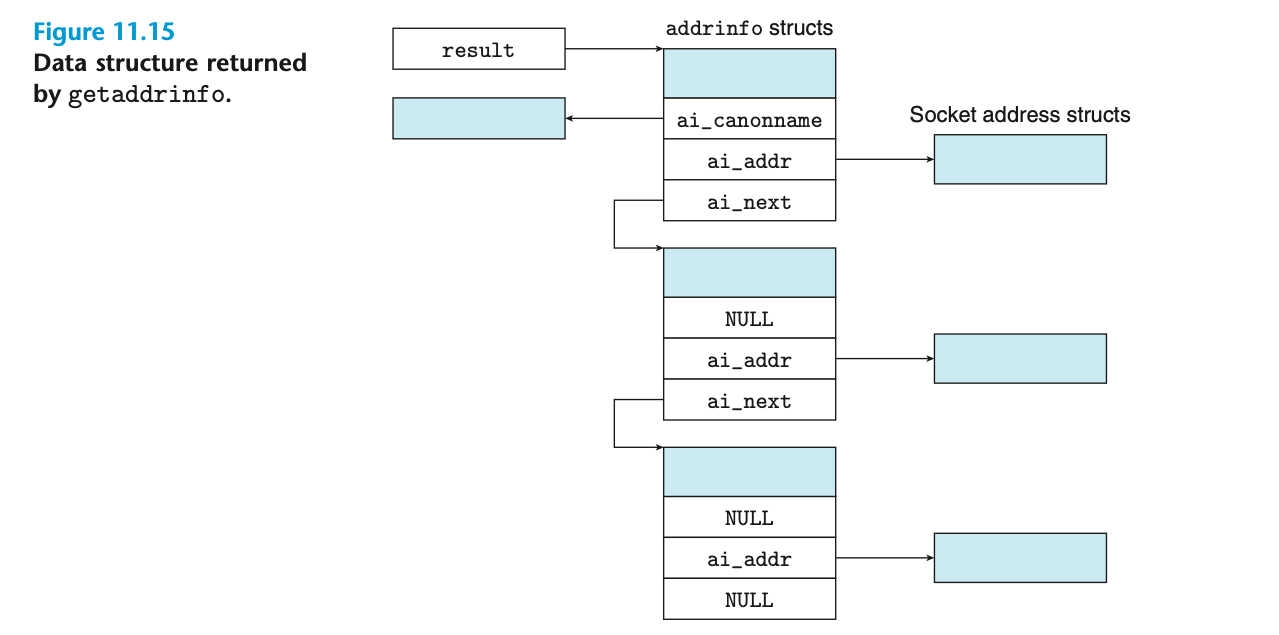 Figure 11.15
Data structure returned
by getaddrinfo.
addrinfo structs
result
ai_canonname
Socket address structs
ai_addr
ai_next
NULL
ai_addr
ai_next
NULL
ai_addr
NULL